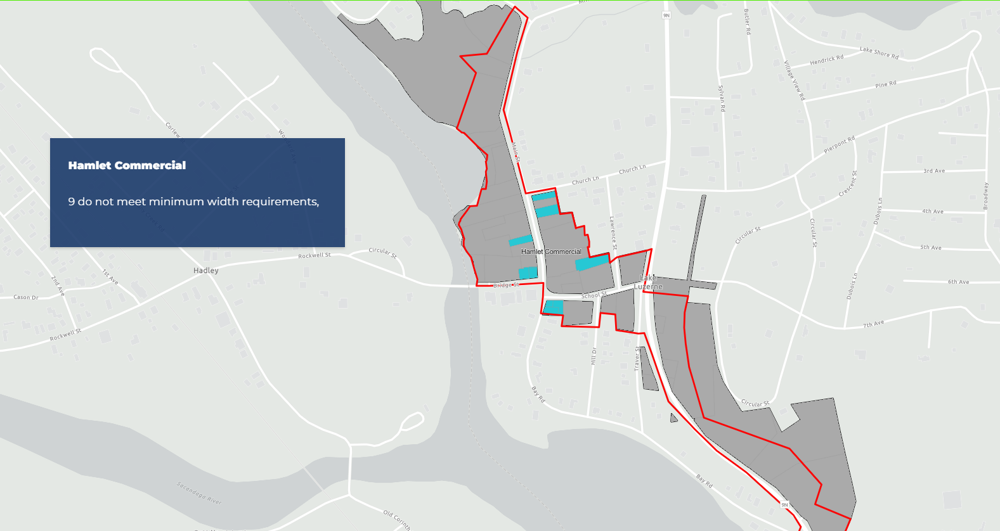 9N
Butler Rd
Lake Shore Rd
Hendrick Rd
Village View Rd
Pine Rd
Sylvan Rd
Corlew
Main St
Pierpont Rd
Hamlet Commercial
9 do not meet minimum width requirements,
Church Ln
Church Ln
3rd Ave
Crescent St
Broadway
Dubois Ln
4th Ave
Lawrence St
Circular St
Circular St
5th Ave
Hamlet Commercial
Rockwell St
Circular St
Hadley
1st Ave
2nd Ave
Lake
Luzerne
Bridge St
School St
Dubois Ln
6th Ave
Cason Dr
7th Ave
Rockwell St
Hill Dr
Traver St
Bay Rd
Circular St
Bay Rd
Sacandaga River
9N
Old Corinth